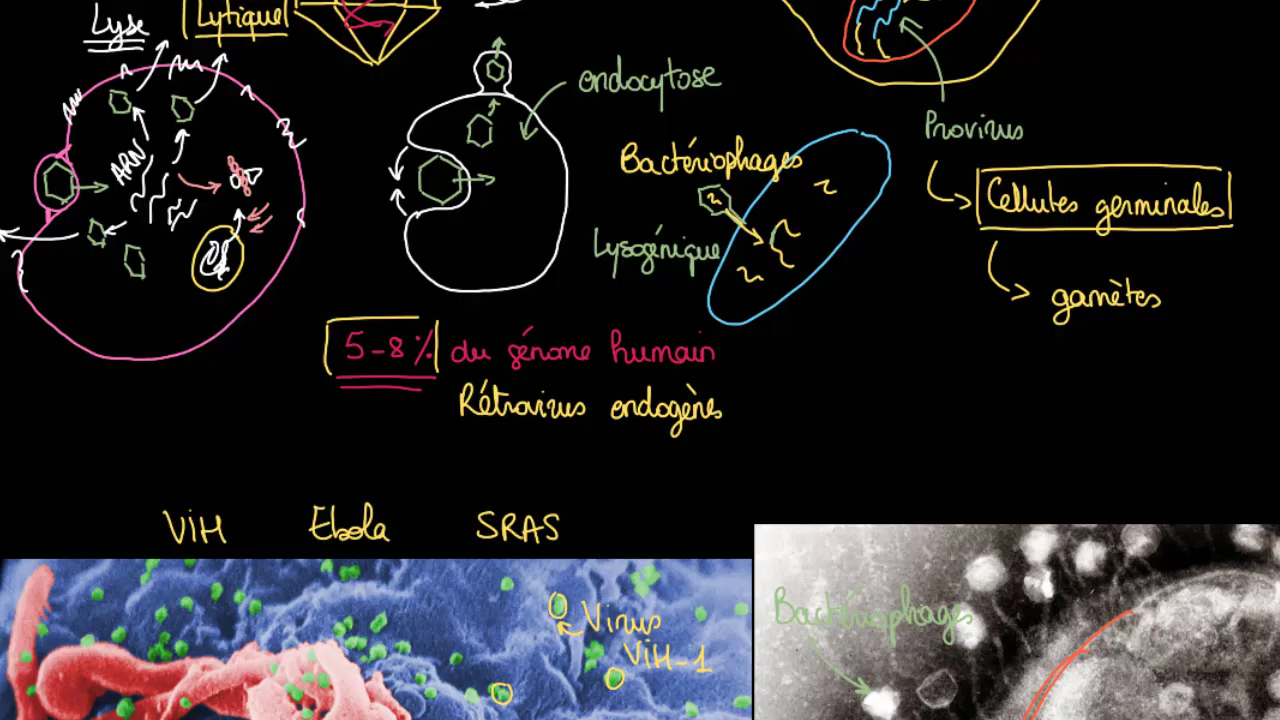 Lyse
Lytique
endocytose
ARN
Bactériophages
Lysogénique
Provirus
Cellules germinales
gamètes
5-8% du génome humain
Rétrovirus endogènes
ViH Ebola SRAS
Virus
ViH-1
Bactériophages